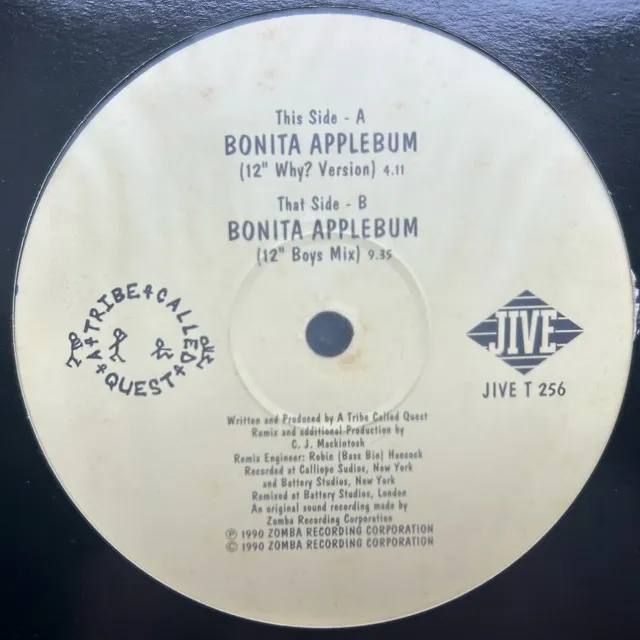 This Side - A
BONITA APPLEBUM
(12" Why? Version) 4.11
That Side - B
BONITA APPLEBUM
(12" Boys Mix) 9.35
A TRIBE CALLED
QUEST
JIVE
JIVE T 256
Written and Produced by A Tribe Called Quest
Remix and additional Production by
C. J. Mackintosh
Remix Engineer: Robin (Bass Bin) Hancock
Recorded at Calliope Sudios, New York
and Battery Studios, New York
Remixed at Battery Studios, London
An original sound recording made by
Zomba Recording Corporation
℗ 1990 ZOMBA RECORDING CORPORATION
© 1990 ZOMBA RECORDING CORPORATION